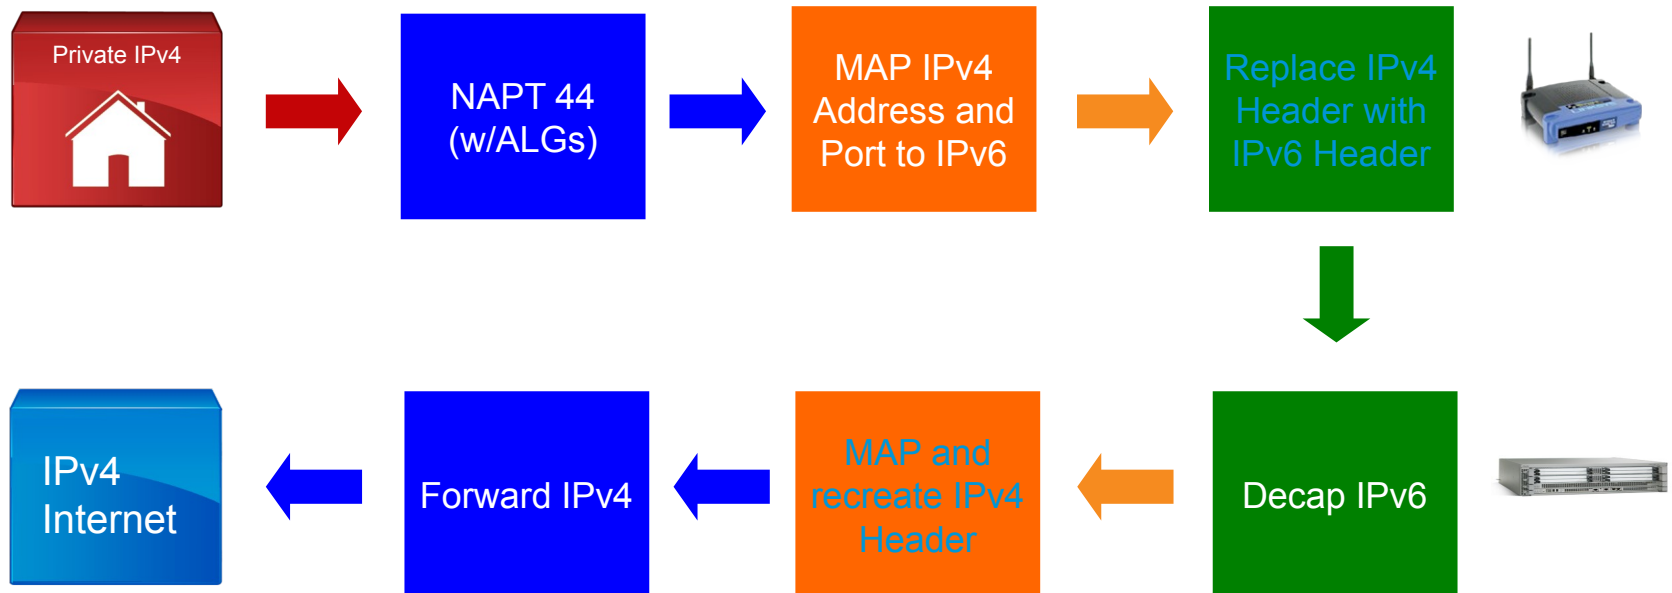 Private IPv4
NAPT 44
(w/ALGs)
MAP IPv4
Address and
Port to IPv6
Replace IPv4
Header with
IPv6 Header
IPv4
Internet
Forward IPv4
MAP and
recreate IPv4
Header
Decap IPv6